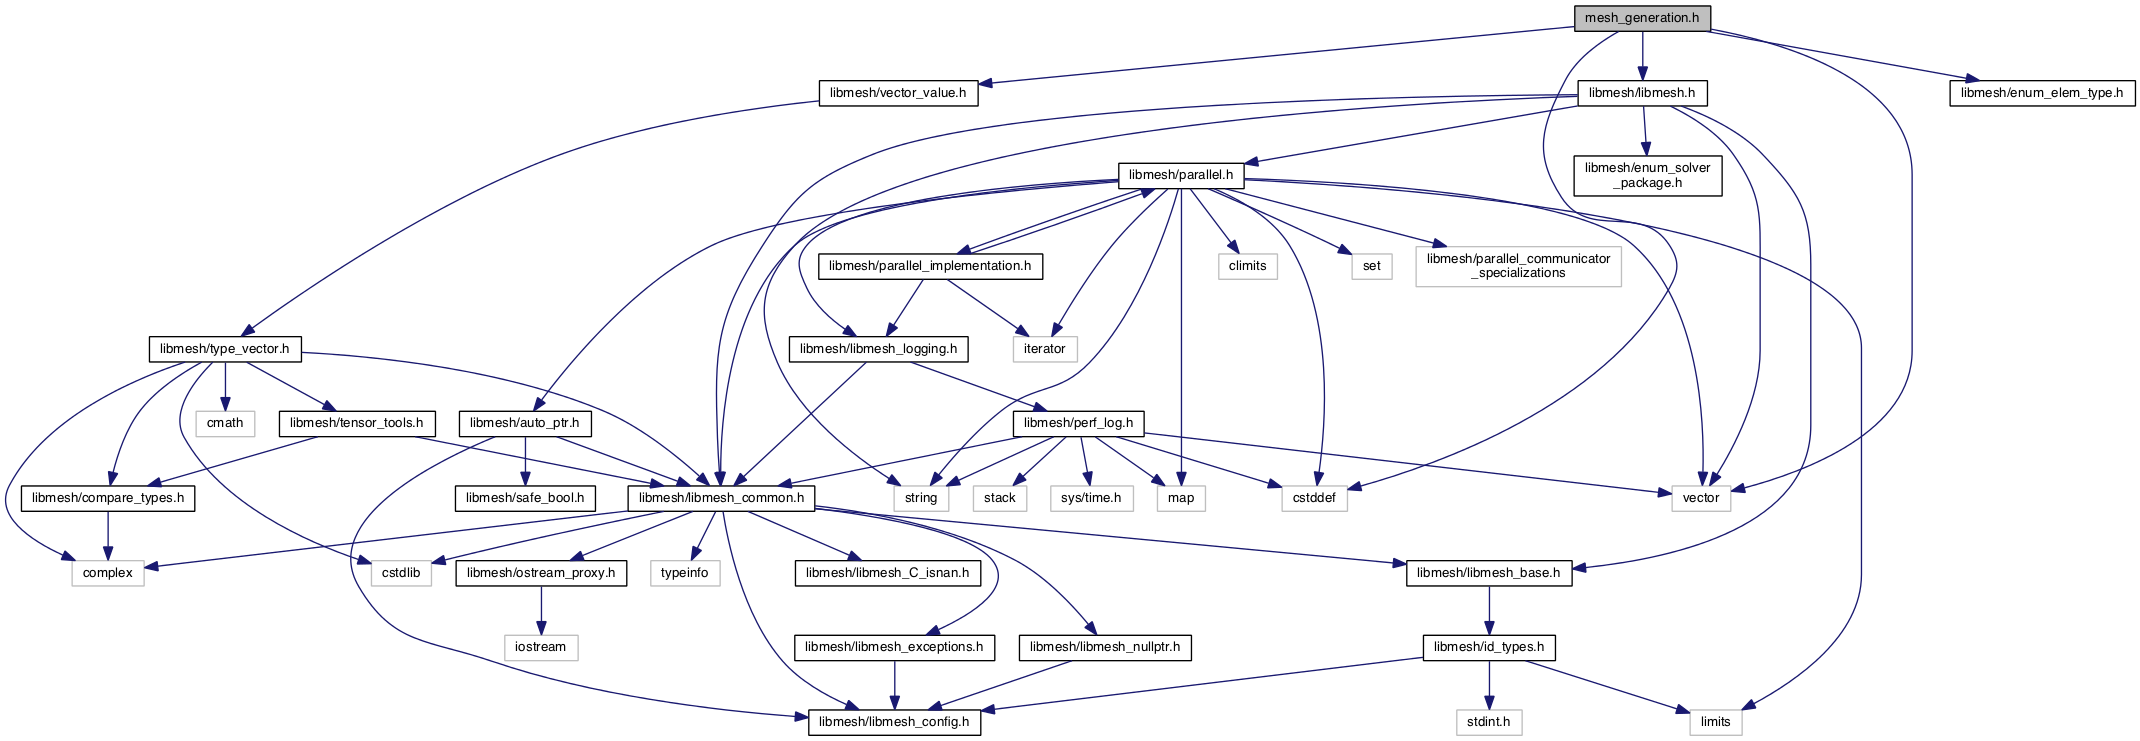 mesh_generation.h
libmesh/vector_value.h
libmesh/libmesh.h
libmesh/enum_elem_type.h
libmesh/parallel.h
libmesh/enum_solver
_package.h
libmesh/parallel_implementation.h
climits
set
libmesh/parallel_communicator
_specializations
libmesh/type_vector.h
libmesh/libmesh_logging.h
iterator
cmath
libmesh/tensor_tools.h
libmesh/auto_ptr.h
libmesh/perf_log.h
libmesh/compare_types.h
libmesh/safe_bool.h
libmesh/libmesh_common.h
string
stack
sys/time.h
map
cstddef
vector
complex
cstdlib
libmesh/ostream_proxy.h
typeinfo
libmesh/libmesh_C_isnan.h
libmesh/libmesh_base.h
iostream
libmesh/libmesh_exceptions.h
libmesh/libmesh_nullptr.h
libmesh/id_types.h
libmesh/libmesh_config.h
stdint.h
limits